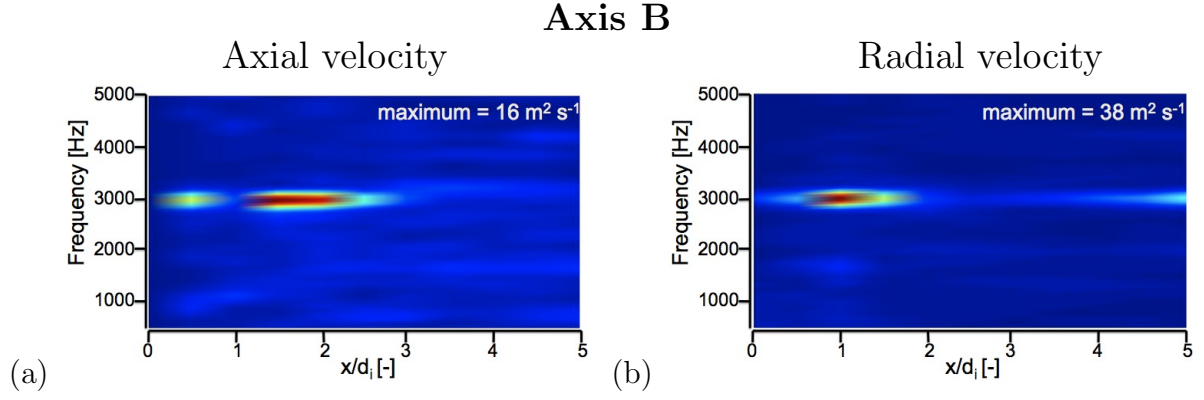 Axis B
Axial velocity
Radial velocity
maximum = 16 m² s⁻¹
5000
4000
3000
2000
1000
Frequency [Hz]
0 1 2 3 4 5
x/dᵢ [-]
(a)
maximum = 38 m² s⁻¹
5000
4000
3000
2000
1000
Frequency [Hz]
0 1 2 3 4 5
x/dᵢ [-]
(b)